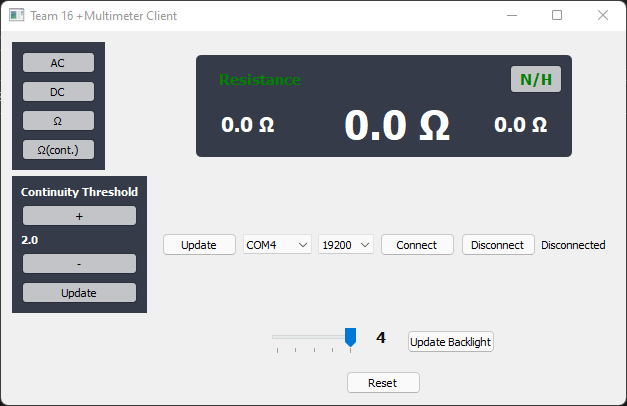 Team 16 +Multimeter Client
AC
DC
Ω
Ω(cont.)
Resistance
N/H
0.0 Ω
0.0 Ω
0.0 Ω
Continuity Threshold
+
2.0
-
Update
Update
COM4
19200
Connect
Disconnect
Disconnected
4
Update Backlight
Reset